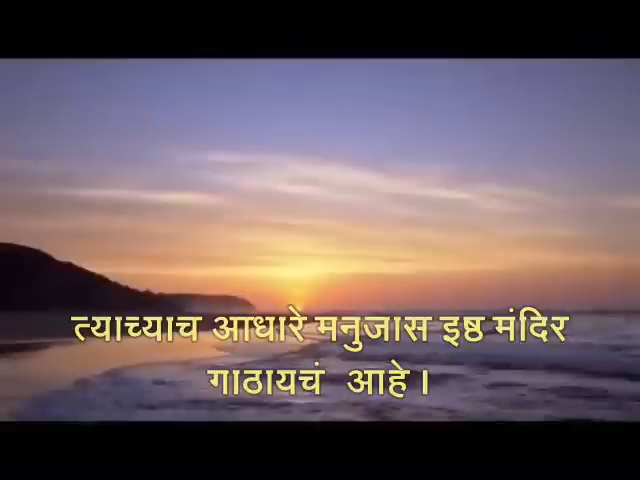 त्याच्याच आधारे मनुजास इष्ठ मंदिर
गाठायचं आहे ।